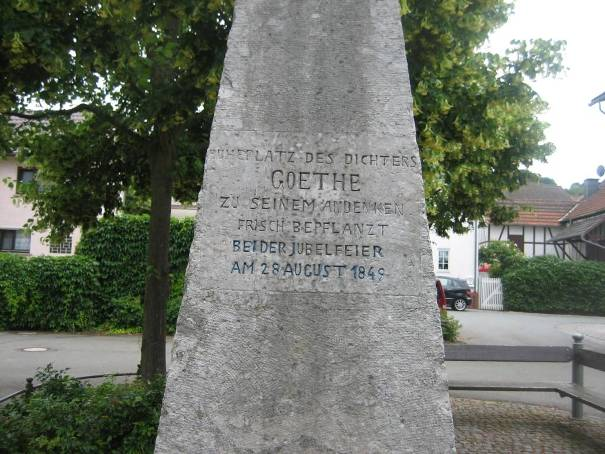 RUHEPLATZ DES DICHTERS
GOETHE
ZU SEINEM ANDENKEN
FRISCH BEPFLANZT
BEI DER JUBELFEIER
AM 28 AUGUST 1849